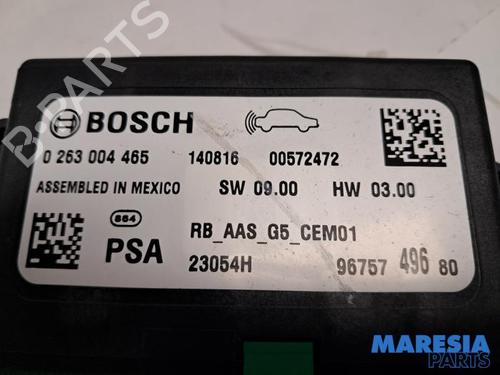 BOSCH
0 263 004 465 140816 00572472
ASSEMBLED IN MEXICO SW 09.00 HW 03.00
RB_AAS_G5_CEM01
PSA 23054H 96757 496 80
B-PARTS
MARESIA
PARTS